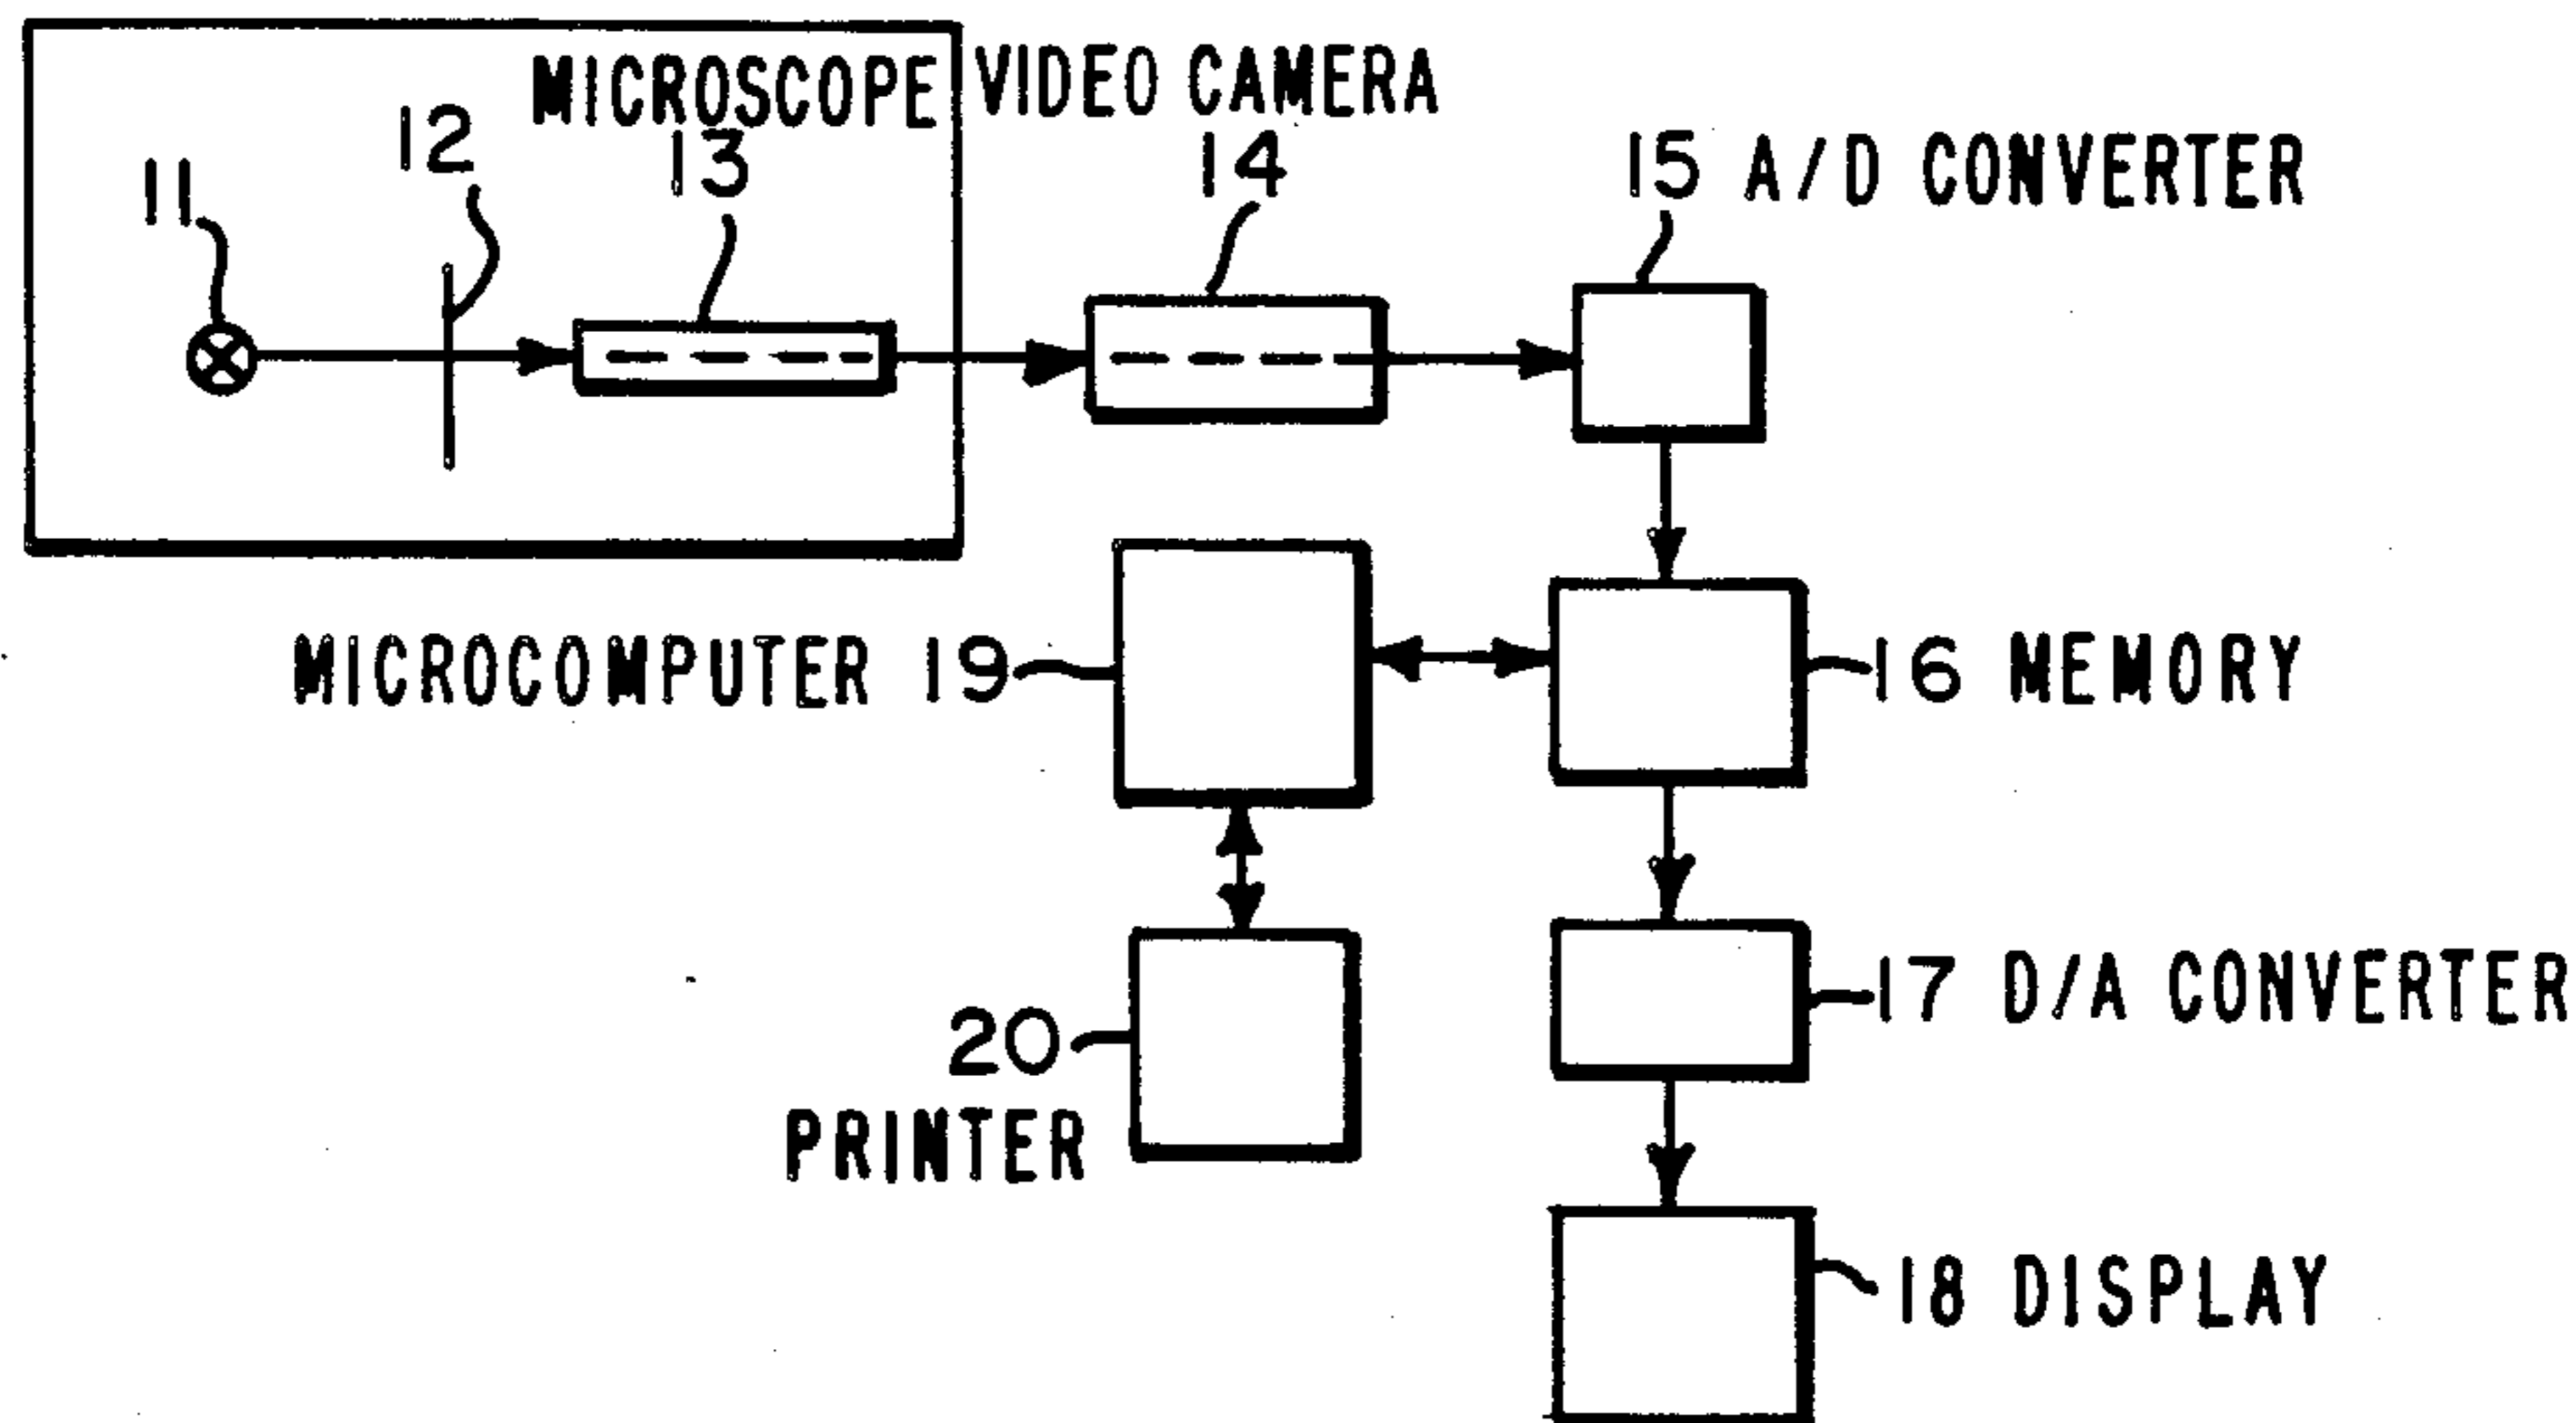 MICROSCOPE
VIDEO CAMERA
11
12
13
14
15 A/D CONVERTER
MICROCOMPUTER 19
16 MEMORY
20
PRINTER
17 D/A CONVERTER
18 DISPLAY